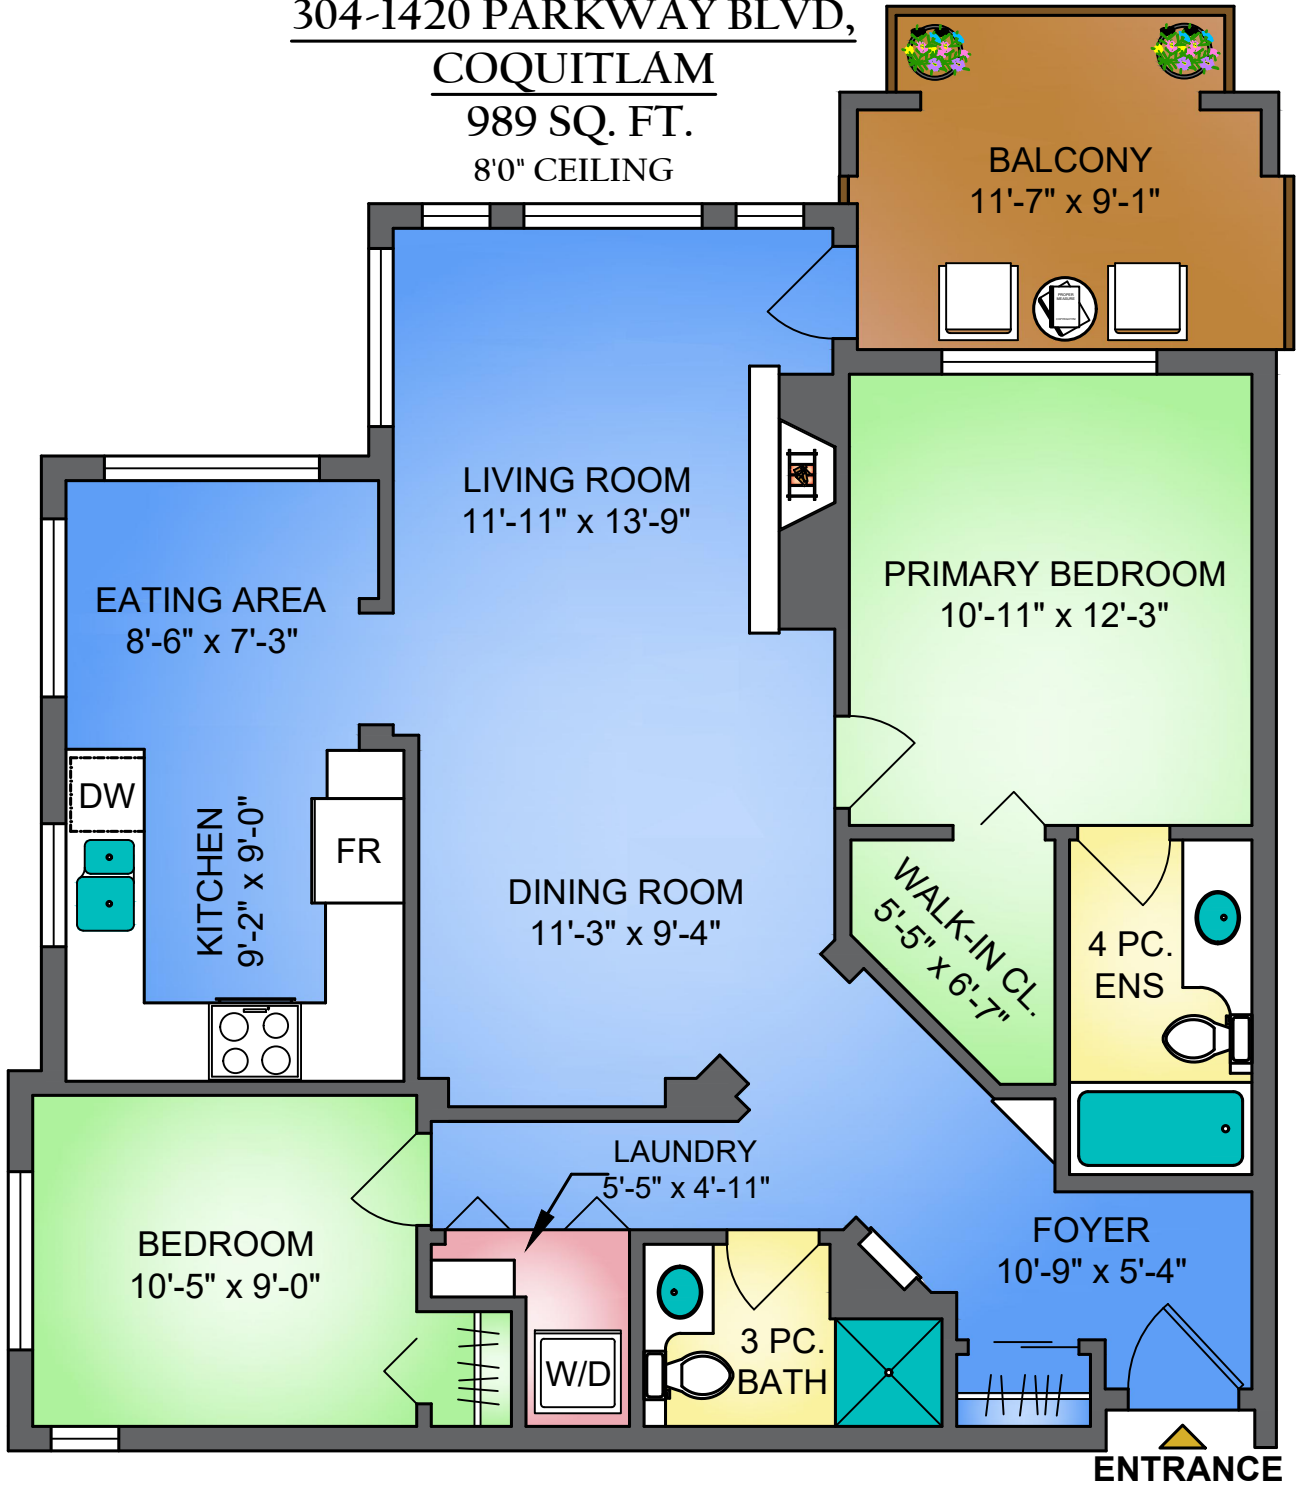 304-1420 PARKWAY BLVD,
COQUITLAM
989 SQ. FT.
8'0" CEILING
BALCONY
11'-7" x 9'-1"
PROPER
MEASURE
LIVING ROOM
11'-11" x 13'-9"
PRIMARY BEDROOM
10'-11" x 12'-3"
EATING AREA
8'-6" x 7'-3"
DW
KITCHEN
9'-2" x 9'-0"
FR
DINING ROOM
11'-3" x 9'-4"
WALK-IN CL.
5'-5" x 6'-7"
4 PC.
ENS
LAUNDRY
5'-5" x 4'-11"
BEDROOM
10'-5" x 9'-0"
FOYER
10'-9" x 5'-4"
W/D
3 PC.
BATH
ENTRANCE